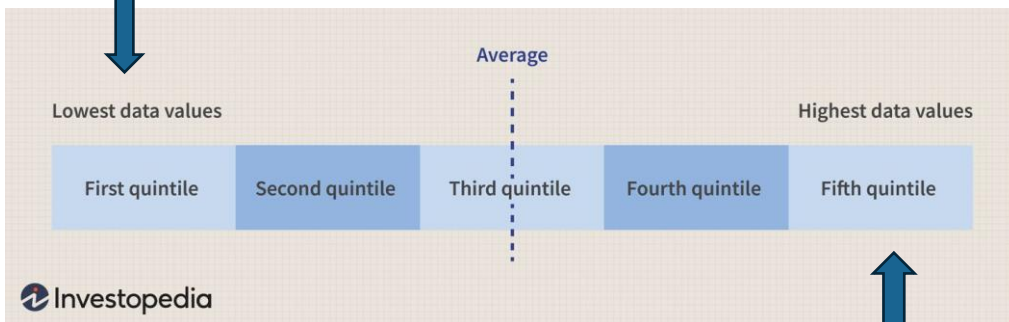 Average
Lowest data values
Highest data values
First quintile
Second quintile
Third quintile
Fourth quintile
Fifth quintile
Investopedia